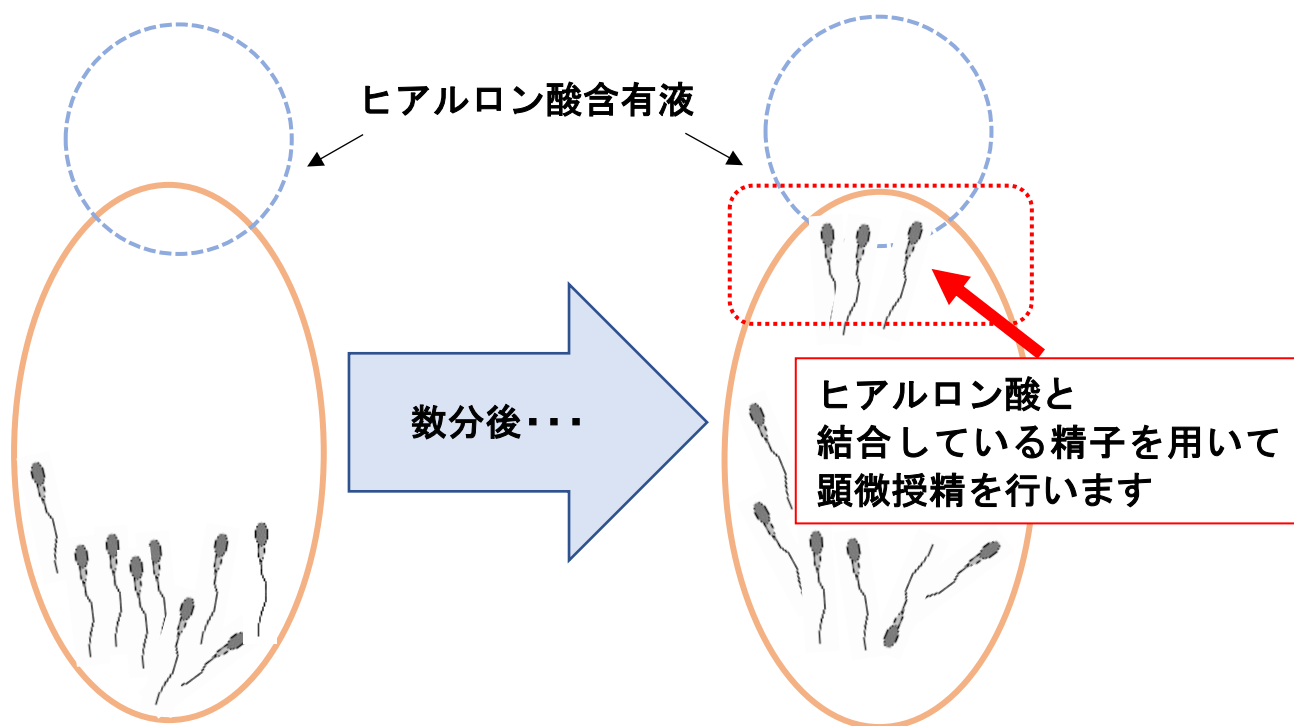 ヒアルロン酸含有液
数分後･･･
ヒアルロン酸と
結合している精子を用いて
顕微授精を行います